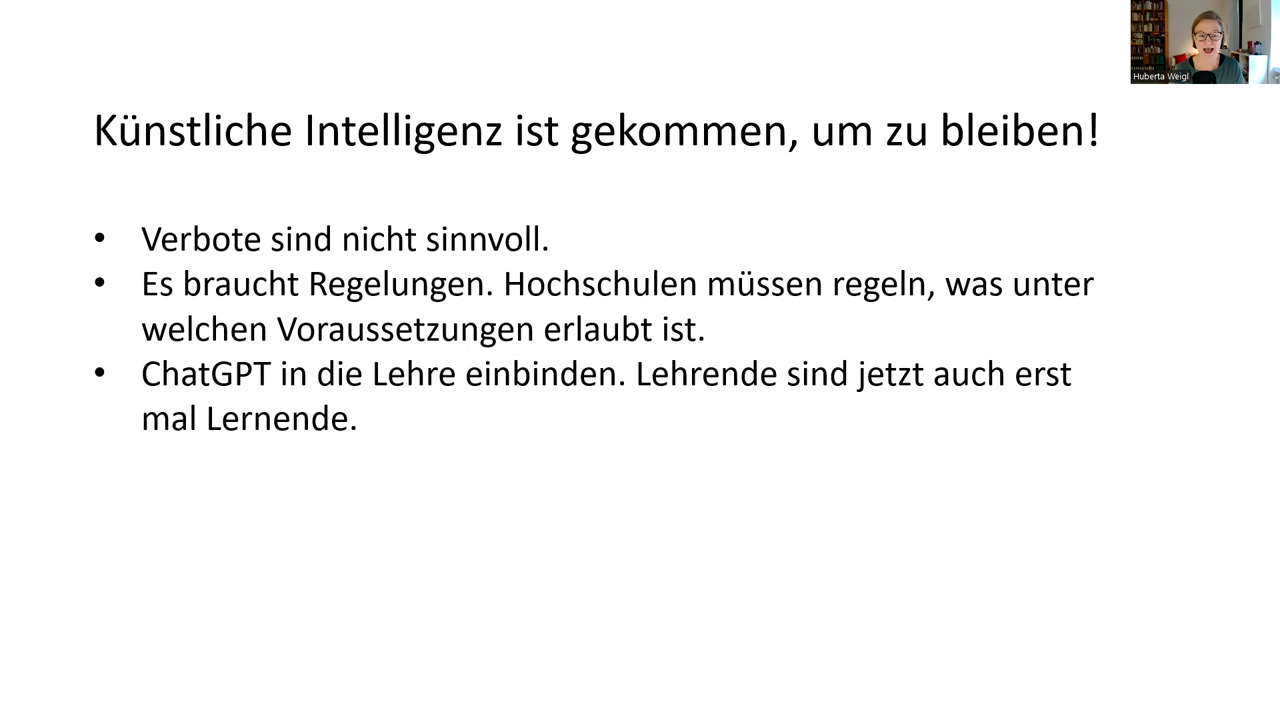 Huberta Weigl
Künstliche Intelligenz ist gekommen, um zu bleiben!
• Verbote sind nicht sinnvoll.
• Es braucht Regelungen. Hochschulen müssen regeln, was unter
welchen Voraussetzungen erlaubt ist.
• ChatGPT in die Lehre einbinden. Lehrende sind jetzt auch erst
mal Lernende.